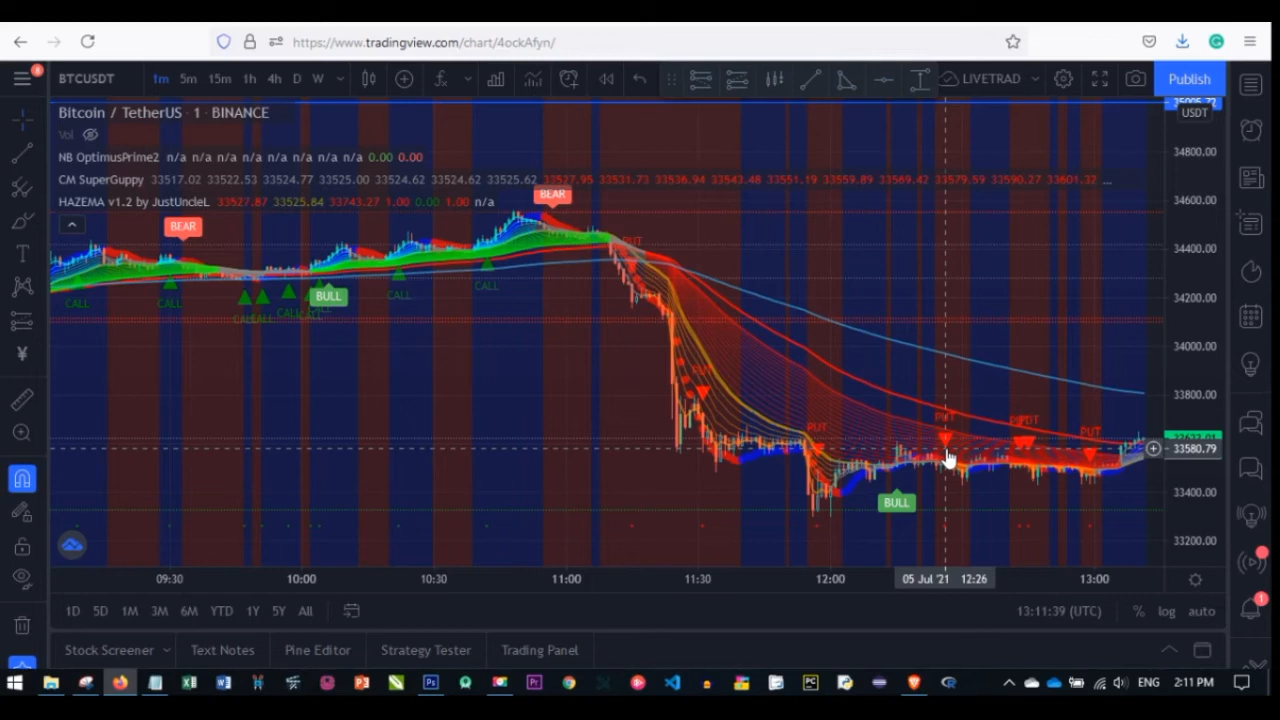 https://www.tradingview.com/chart/4ockAfyn/
8
BTCUSDT 1m 5m 15m 1h 4h D W LIVETRAD Publish
Bitcoin / TetherUS · 1 · BINANCE
USDT
Vol
34800.00
NB OptimusPrime2 n/a n/a n/a n/a n/a n/a n/a n/a 0.00 0.00
CM SuperGuppy 33517.02 33522.53 33524.77 33525.00 33524.62 33524.62 33525.62 33527.95 33531.73 33536.94 33543.48 33551.19 33559.89 33569.42 33579.59 33590.27 33601.32 ...
HAZEMA v1.2 by JustUncleL 33527.87 33525.84 33743.27 1.00 0.00 1.00 n/a
BEAR
34600.00
BEAR
PUT
34400.00
CALL
BULL
CALL
CALL
CALL
34200.00
CALL
34000.00
PUT
33800.00
PUT
PUT
PUT
33580.79
33400.00
BULL
33200.00
09:30 10:00 10:30 11:00 11:30 12:00 05 Jul '21 12:26 13:00
1D 5D 1M 3M 6M YTD 1Y 5Y All 13:11:39 (UTC) % log auto
1
Stock Screener Text Notes Pine Editor Strategy Tester Trading Panel
ENG 2:11 PM